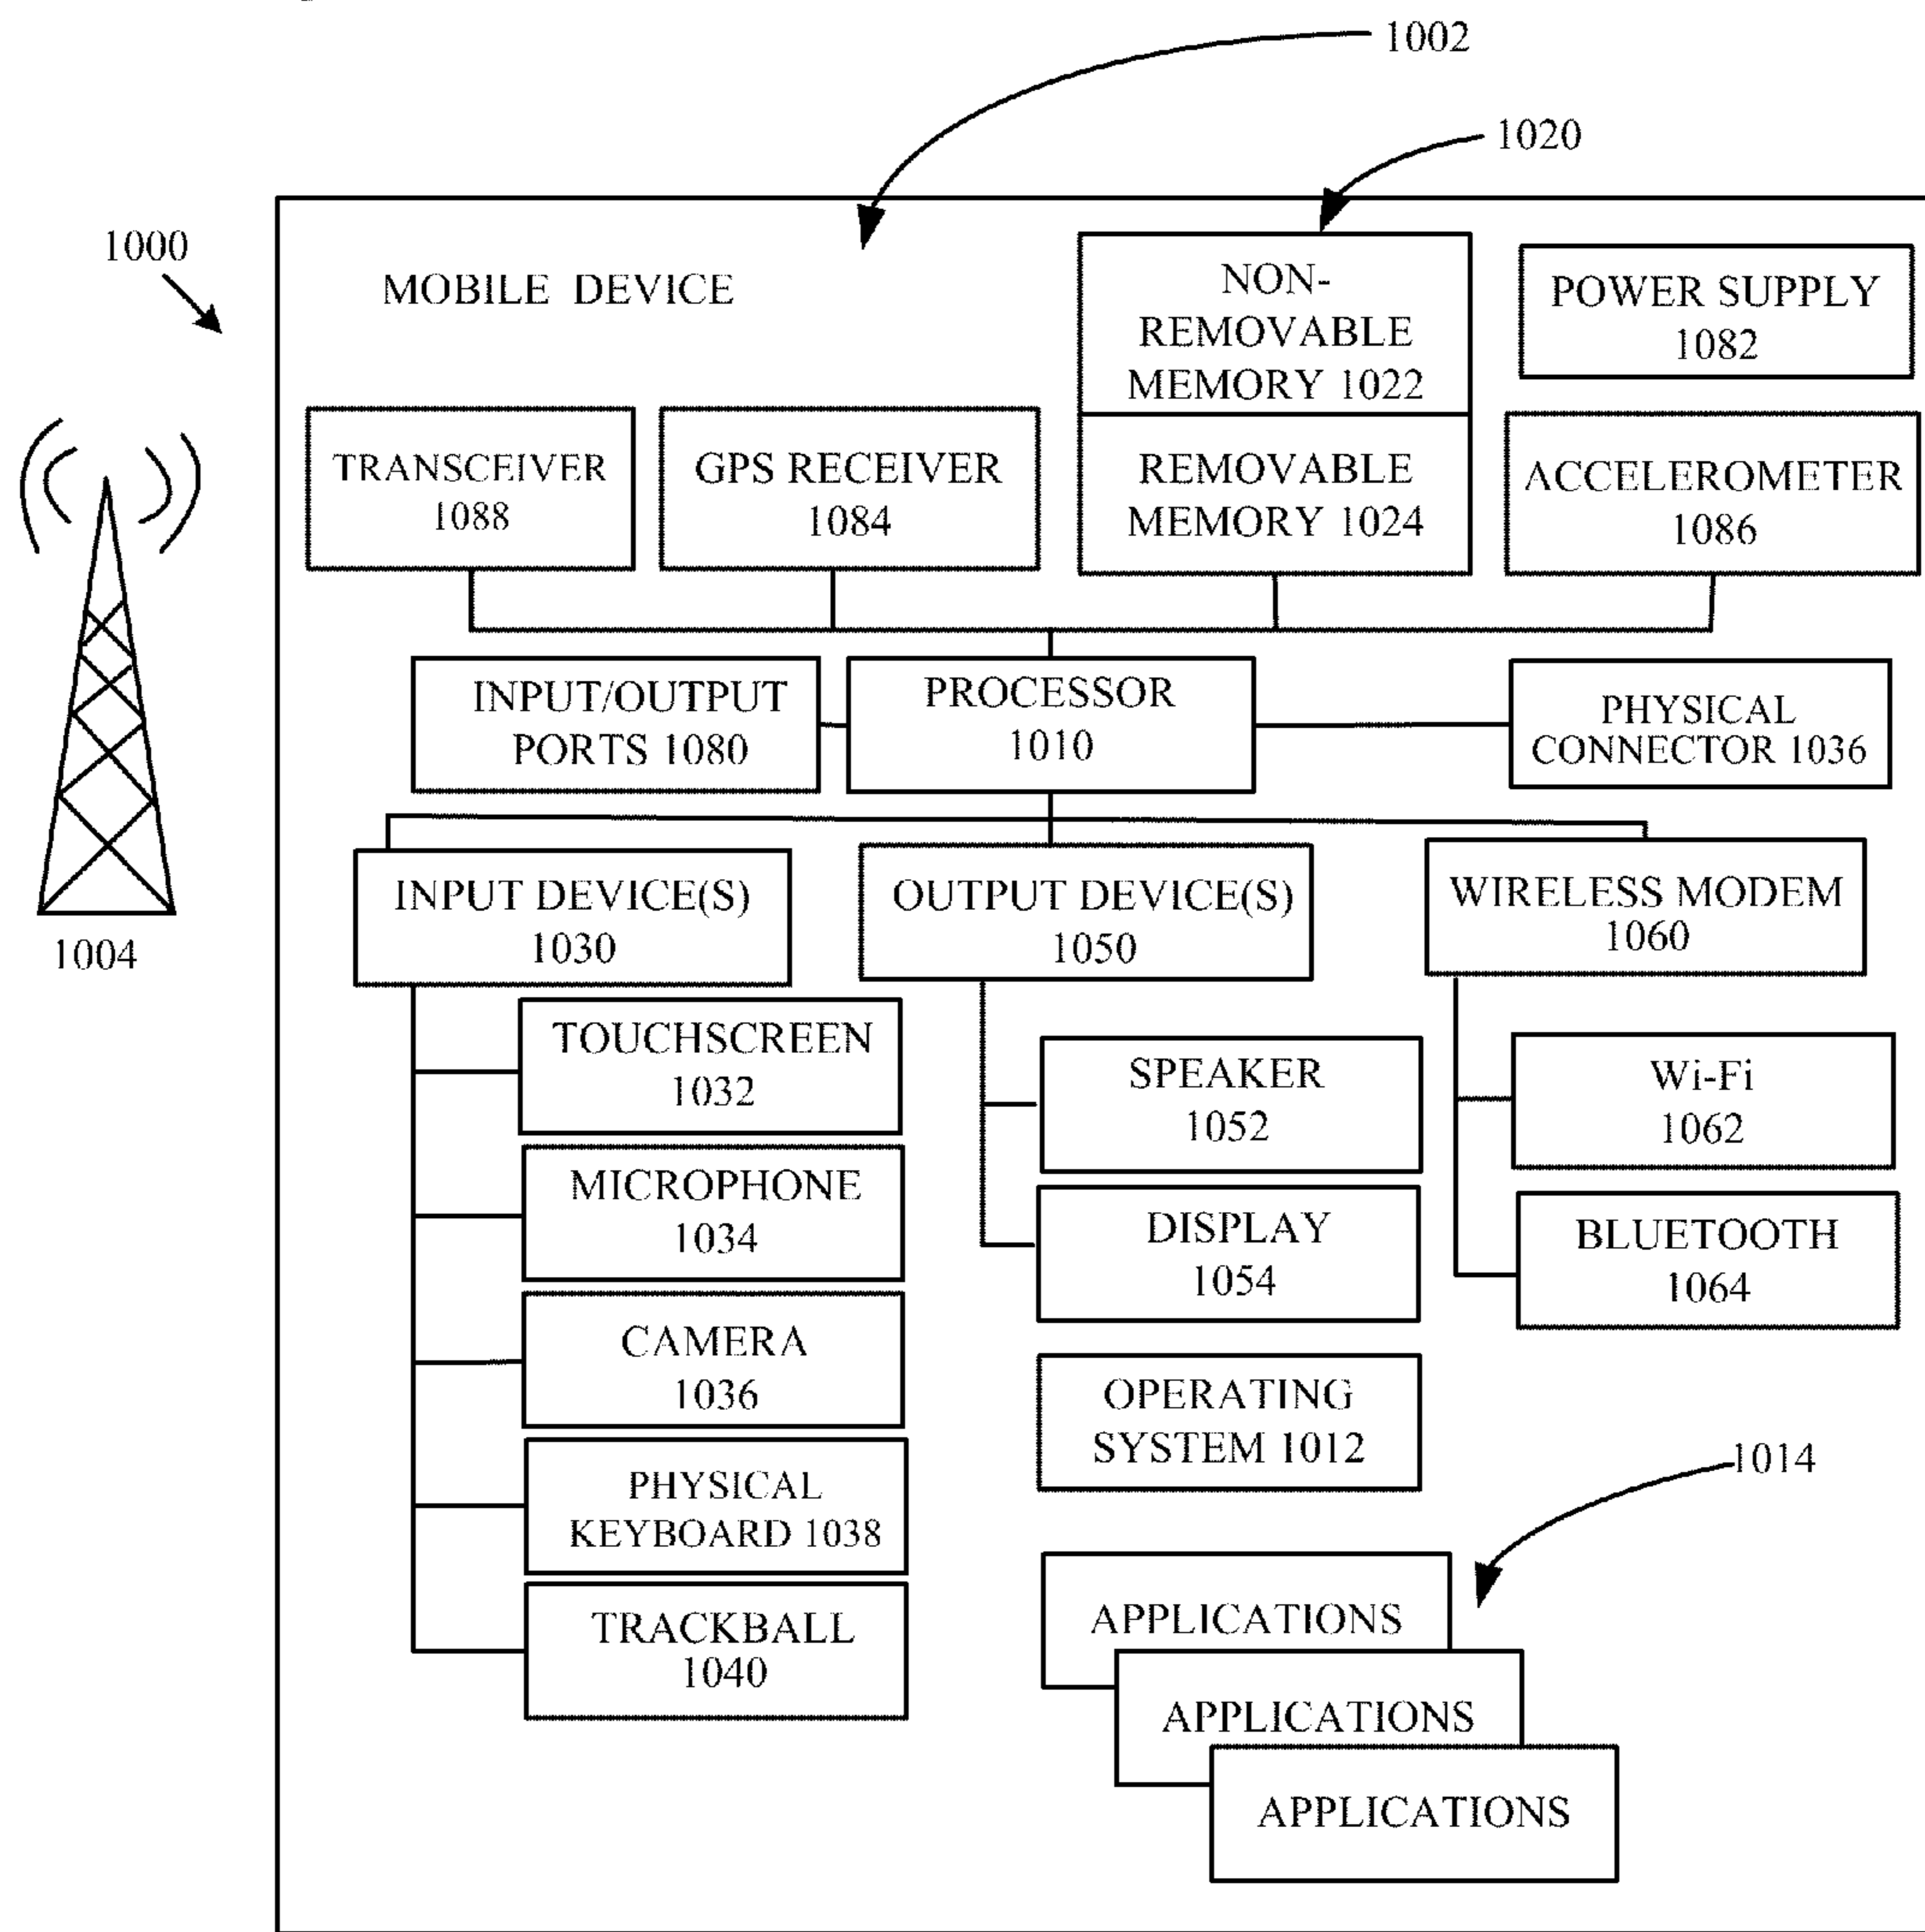 1002
1020
1000
MOBILE DEVICE
NON-
REMOVABLE
MEMORY 1022
POWER SUPPLY
1082
TRANSCEIVER
1088
GPS RECEIVER
1084
REMOVABLE
MEMORY 1024
ACCELEROMETER
1086
INPUT/OUTPUT
PORTS 1080
PROCESSOR
1010
PHYSICAL
CONNECTOR 1036
1004
INPUT DEVICE(S)
1030
OUTPUT DEVICE(S)
1050
WIRELESS MODEM
1060
TOUCHSCREEN
1032
MICROPHONE
1034
CAMERA
1036
PHYSICAL
KEYBOARD 1038
TRACKBALL
1040
SPEAKER
1052
DISPLAY
1054
Wi-Fi
1062
BLUETOOTH
1064
OPERATING
SYSTEM 1012
1014
APPLICATIONS
APPLICATIONS
APPLICATIONS